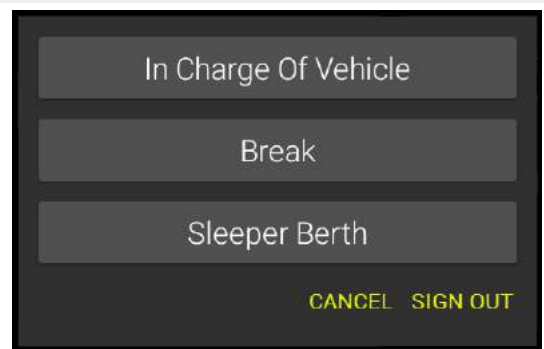 In Charge Of Vehicle
Break
Sleeper Berth
CANCEL SIGN OUT